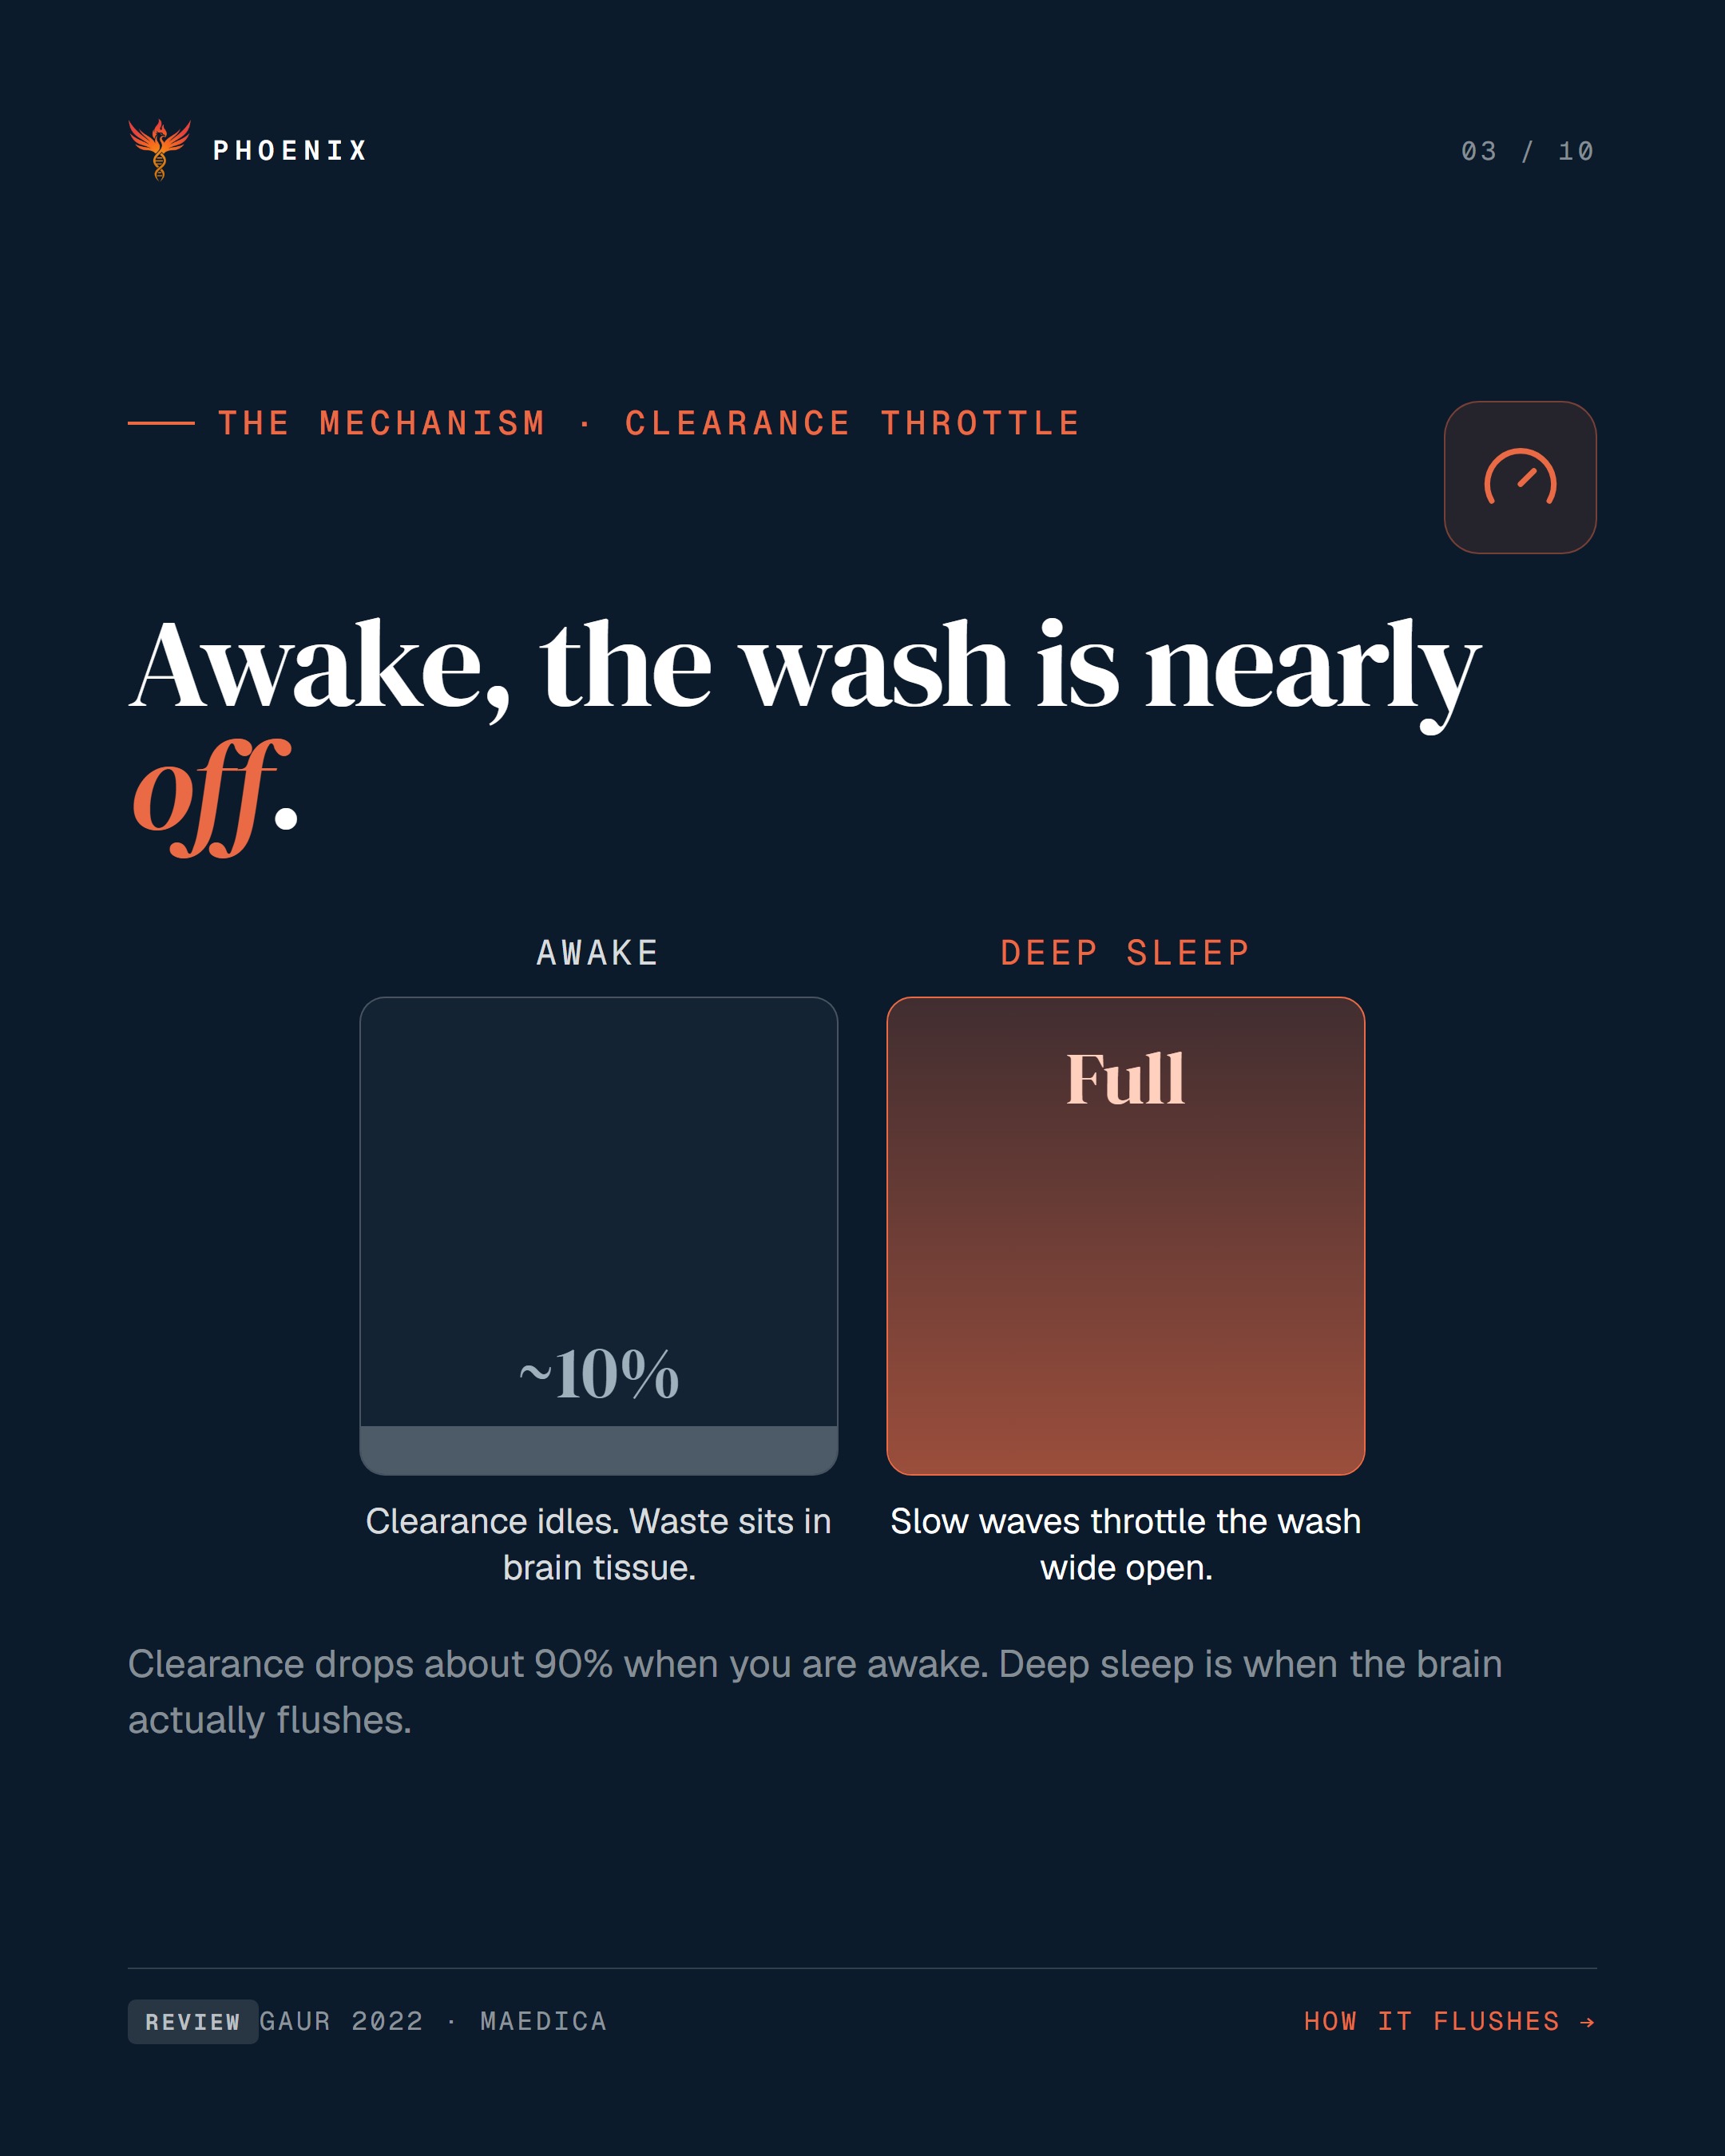 PHOENIX
03 / 10
THE MECHANISM · CLEARANCE THROTTLE
Awake, the wash is nearly
off.
AWAKE
DEEP SLEEP
Full
~10%
Clearance idles. Waste sits in
brain tissue.
Slow waves throttle the wash
wide open.
Clearance drops about 90% when you are awake. Deep sleep is when the brain
actually flushes.
REVIEW GAUR 2022 · MAEDICA
HOW IT FLUSHES →